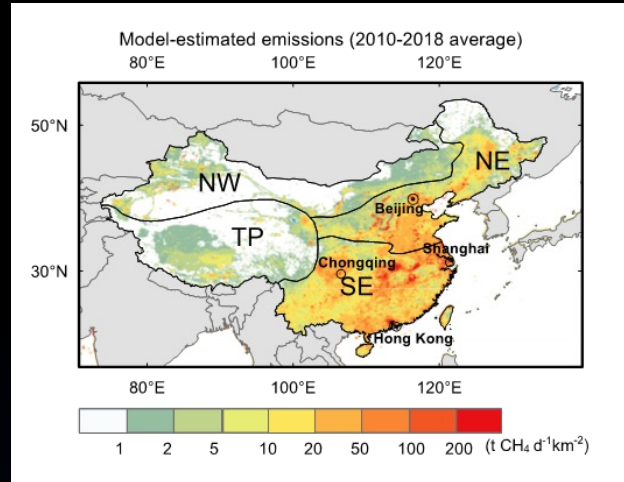 Model-estimated emissions (2010-2018 average)
80°E 100°E 120°E
50°N
NE
NW
Beijing
TP
Shanghai
Chongqing
30°N
SE
Hong Kong
80°E 100°E 120°E
1 2 5 10 20 50 100 200 (t CH₄ d⁻¹km⁻²)